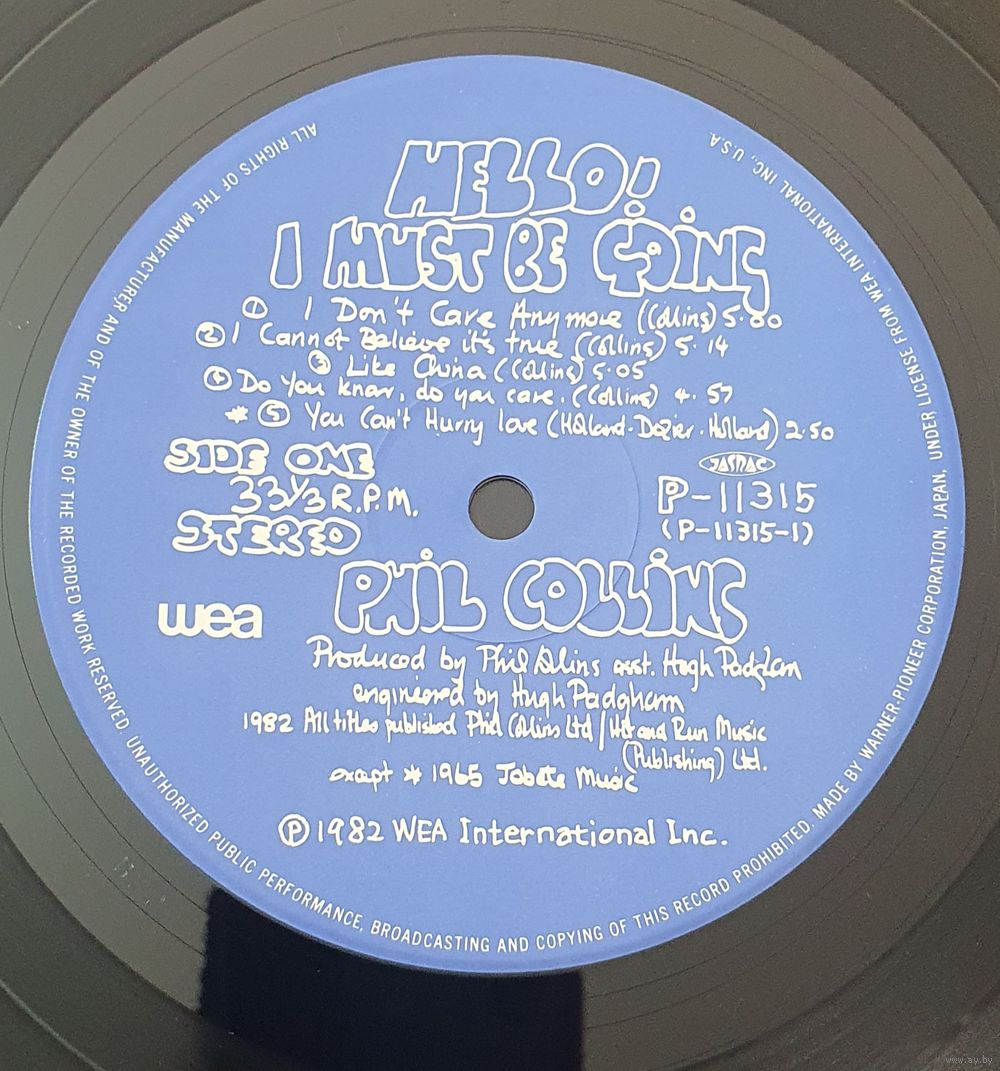 HELLO!
I MUST BE GOING
① I Don't Care Anymore (Collins) 5·00
② I Cannot Believe it's true (Collins) 5·14
③ Like China (Collins) 5·05
④ Do you know, do you care. (Collins) 4·57
* ⑤ You Can't Hurry love (Holland-Dozier·Holland) 2·50
SIDE ONE
33⅓ R.P.M.
STEREO
JASRAC
P-11315
(P-11315-1)
wea
PHIL COLLINS
Produced by Phil Collins asst. Hugh Padgham
engineered by Hugh Padgham
1982 All titles published Phil Collins Ltd / Hit and Run Music
(Publishing) Ltd.
except * 1965 Jobete Music
Ⓟ 1982 WEA International Inc.
ALL RIGHTS OF THE MANUFACTURER AND OF THE OWNER OF THE RECORDED WORK RESERVED. UNAUTHORIZED PUBLIC PERFORMANCE, BROADCASTING AND COPYING OF THIS RECORD PROHIBITED. MADE BY WARNER-PIONEER CORPORATION, JAPAN, UNDER LICENSE FROM WEA INTERNATIONAL INC., U.S.A.
www.ay.by